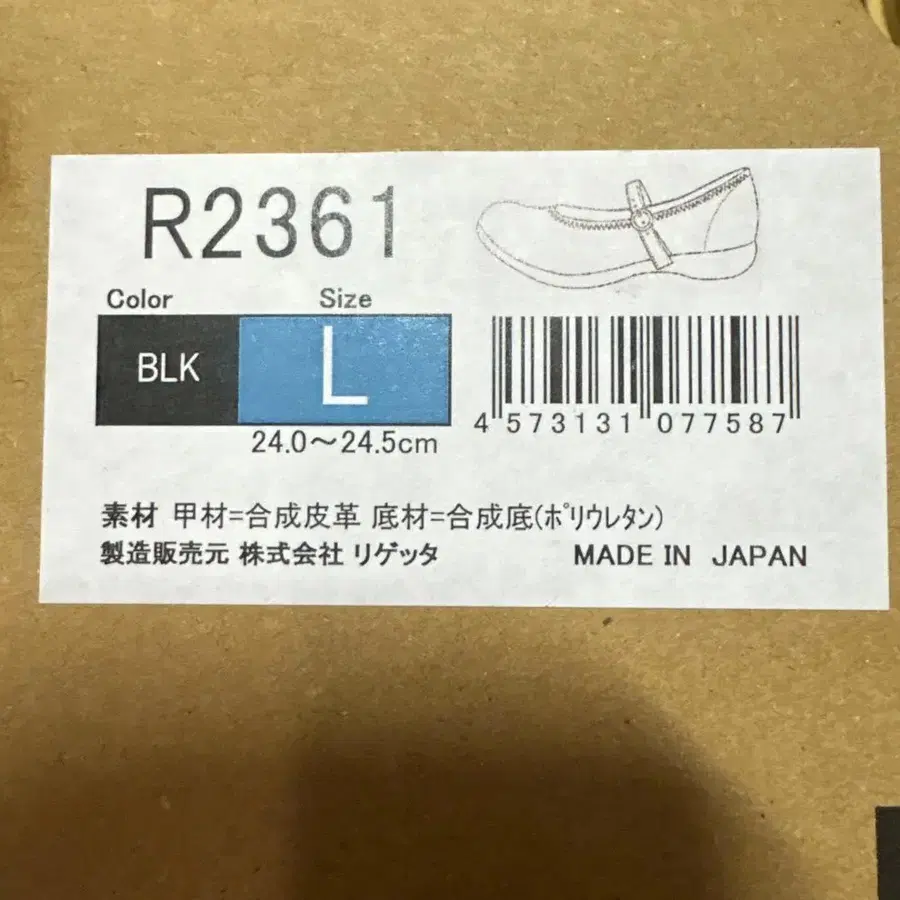 R2361
Color Size
BLK L
24.0～24.5cm
4 573131 077587
素材 甲材=合成皮革 底材=合成底(ﾎﾟﾘｳﾚﾀﾝ)
製造販売元 株式会社 リゲッタ MADE IN JAPAN